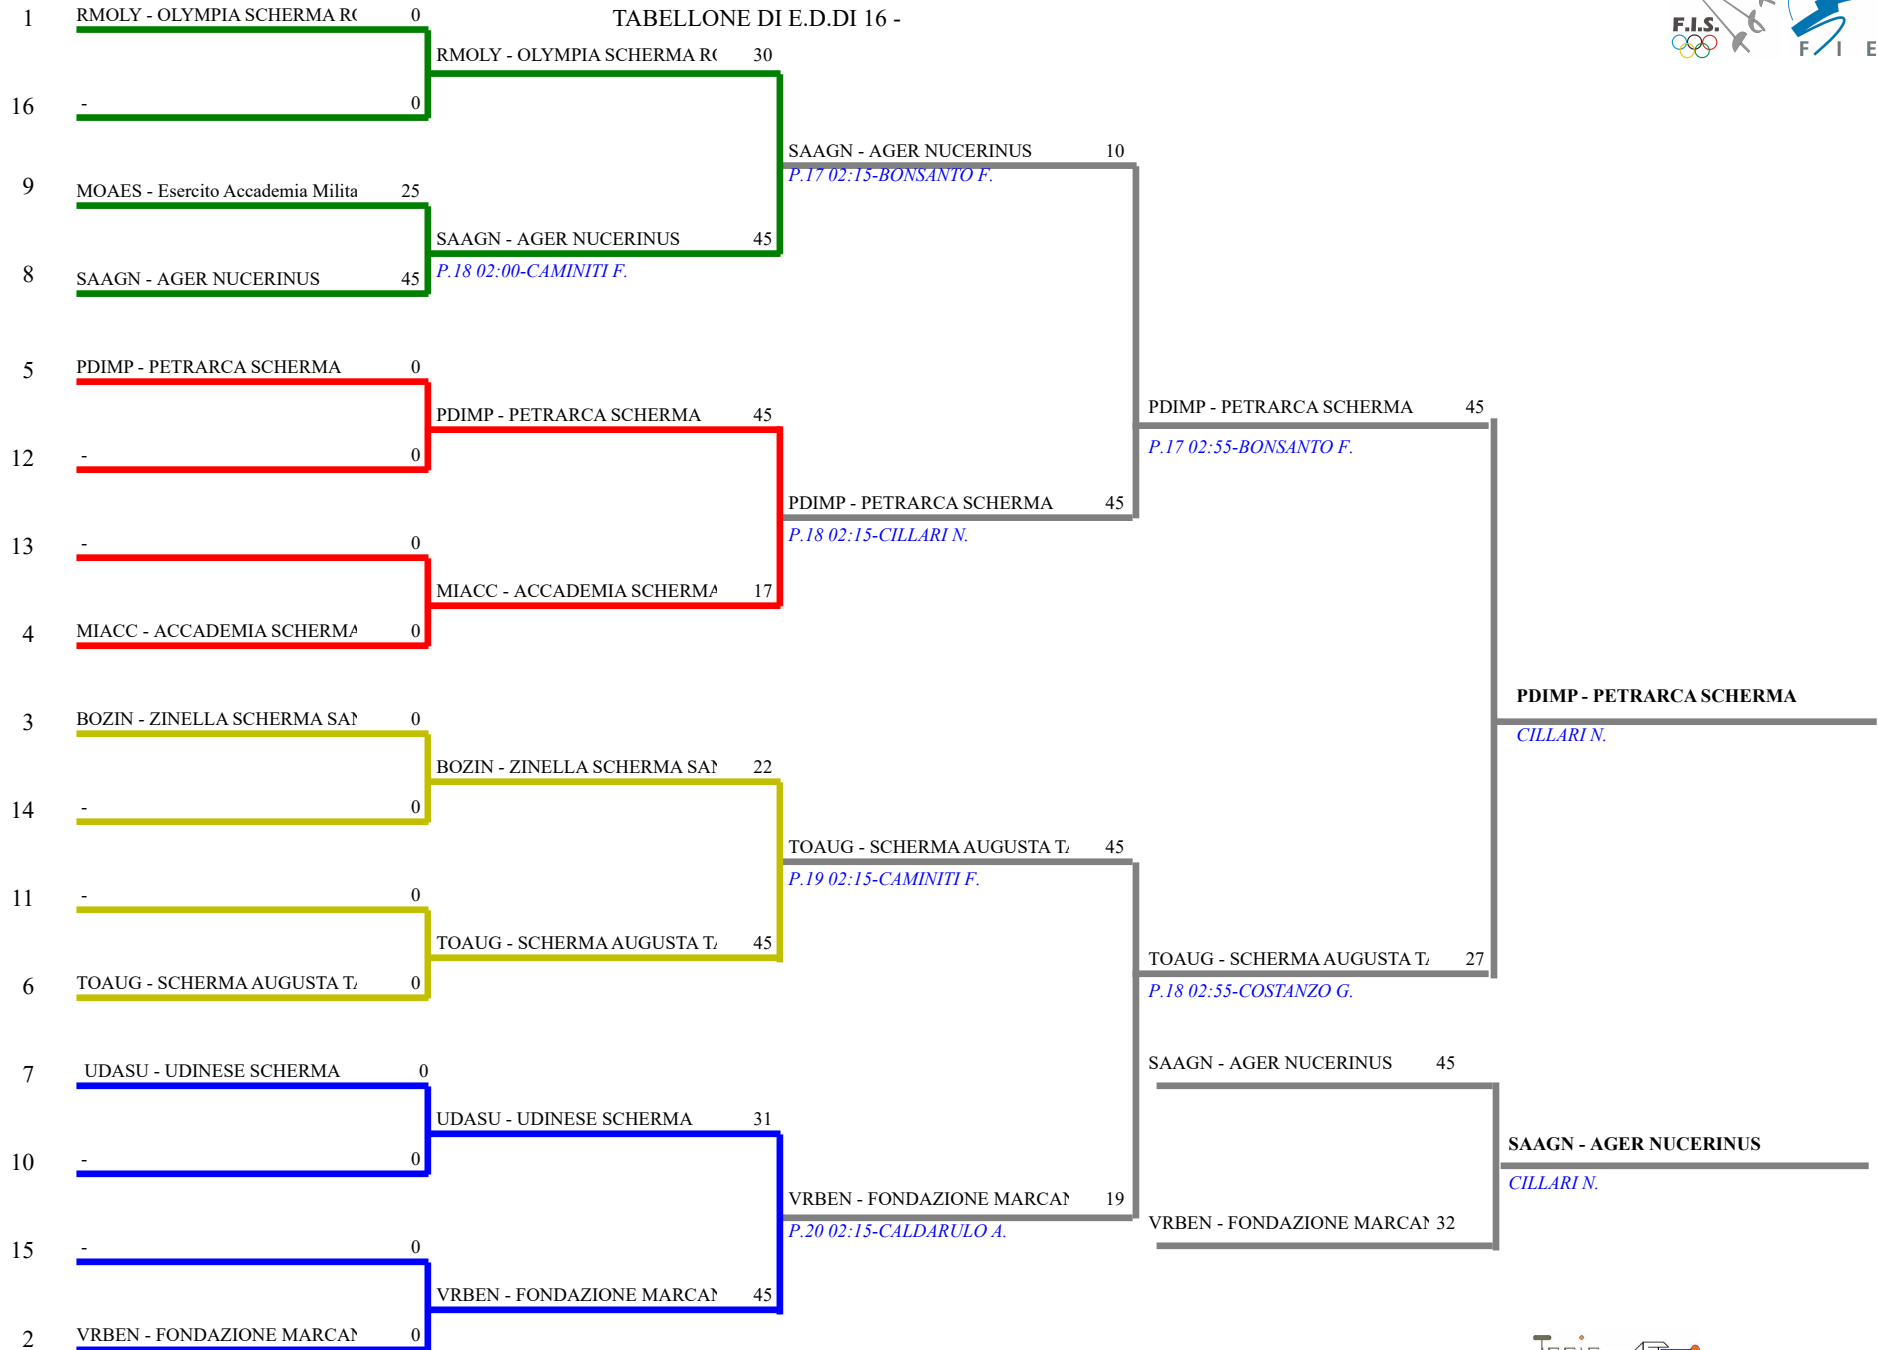 TABELLONE DI E.D.DI 16 -
F.I.S.
F I E
1 RMOLY - OLYMPIA SCHERMA R 0
RMOLY - OLYMPIA SCHERMA R 30
16 - 0
SAAGN - AGER NUCERINUS 10
P.17 02:15-BONSANTO F.
9 MOAES - Esercito Accademia Milita 25
SAAGN - AGER NUCERINUS 45
P.18 02:00-CAMINITI F.
8 SAAGN - AGER NUCERINUS 45
5 PDIMP - PETRARCA SCHERMA 0
PDIMP - PETRARCA SCHERMA 45
PDIMP - PETRARCA SCHERMA 45
P.17 02:55-BONSANTO F.
12 - 0
PDIMP - PETRARCA SCHERMA 45
P.18 02:15-CILLARI N.
13 - 0
MIACC - ACCADEMIA SCHERMA 17
4 MIACC - ACCADEMIA SCHERMA 0
PDIMP - PETRARCA SCHERMA
CILLARI N.
3 BOZIN - ZINELLA SCHERMA SAN 0
BOZIN - ZINELLA SCHERMA SAN 22
14 - 0
TOAUG - SCHERMA AUGUSTA T 45
P.19 02:15-CAMINITI F.
11 - 0
TOAUG - SCHERMA AUGUSTA T 45
TOAUG - SCHERMA AUGUSTA T 27
P.18 02:55-COSTANZO G.
6 TOAUG - SCHERMA AUGUSTA T 0
7 UDASU - UDINESE SCHERMA 0
SAAGN - AGER NUCERINUS 45
UDASU - UDINESE SCHERMA 31
SAAGN - AGER NUCERINUS
CILLARI N.
10 - 0
VRBEN - FONDAZIONE MARCAN 19
P.20 02:15-CALDARULO A.
VRBEN - FONDAZIONE MARCAN 32
15 - 0
VRBEN - FONDAZIONE MARCAN 45
2 VRBEN - FONDAZIONE MARCAN 0